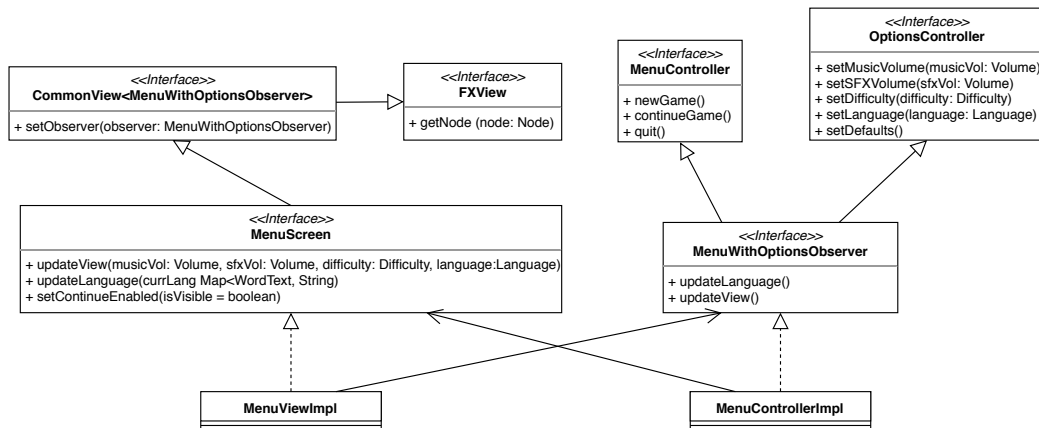 <<Interface>>
CommonView<MenuWithOptionsObserver>
+ setObserver(observer: MenuWithOptionsObserver)
<<Interface>>
FXView
+ getNode (node: Node)
<<Interface>>
MenuController
+ newGame()
+ continueGame()
+ quit()
<<Interface>>
OptionsController
+ setMusicVolume(musicVol: Volume)
+ setSFXVolume(sfxVol: Volume)
+ setDifficulty(difficulty: Difficulty)
+ setLanguage(language: Language)
+ setDefaults()
<<Interface>>
MenuScreen
+ updateView(musicVol: Volume, sfxVol: Volume, difficulty: Difficulty, language:Language)
+ updateLanguage(currLang Map<WordText, String)
+ setContinueEnabled(isVisible = boolean)
<<Interface>>
MenuWithOptionsObserver
+ updateLanguage()
+ updateView()
MenuViewImpl
MenuControllerImpl